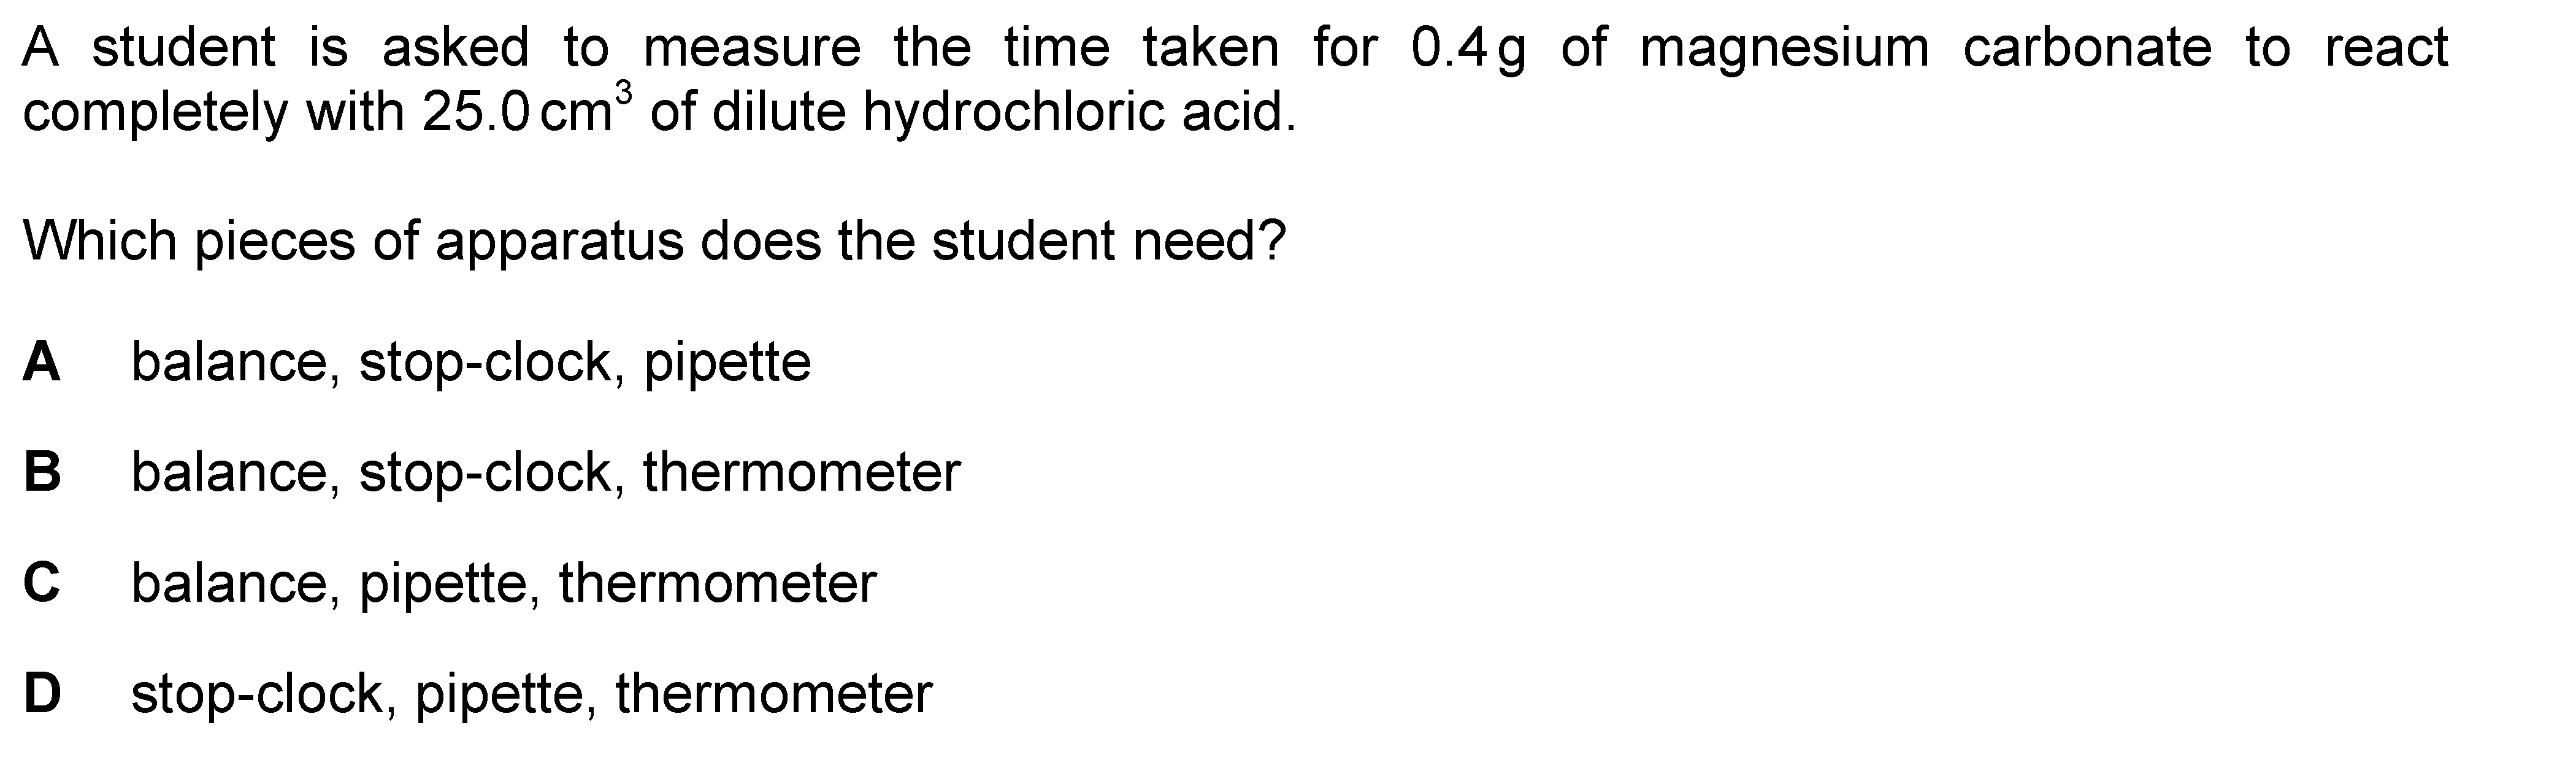 A student is asked to measure the time taken for 0.4 g of magnesium carbonate to react
completely with 25.0 cm³ of dilute hydrochloric acid.
Which pieces of apparatus does the student need?
A balance, stop-clock, pipette
B balance, stop-clock, thermometer
C balance, pipette, thermometer
D stop-clock, pipette, thermometer